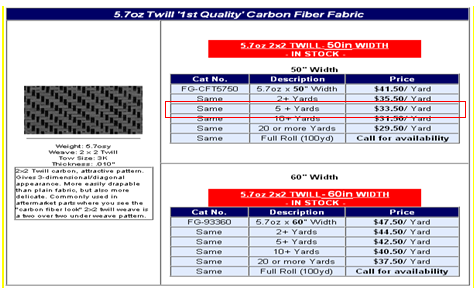 5.7oz Twill '1st Quality' Carbon Fiber Fabric
5.7oz 2x2 TWILL- 50in WIDTH
- IN STOCK -
50" Width
Cat No. Description Price
FG-CFT5750 5.7oz x 50" Width $41.50/ Yard
Same 2+ Yards $35.50/ Yard
Same 5 + Yards $33.50/ Yard
Same 10+ Yards $31.50/ Yard
Same 20 or more Yards $29.50/ Yard
Same Full Roll (100yd) Call for availability
Weight: 5.7osy
Weave: 2 x 2 Twill
Tow Size: 3K
Thickness: .010"
2x2 Twill carbon, attractive pattern.
Gives 3-dimensional/diagonal
appearance. More easily drapable
than plain fabric, but also more
delicate. Commonly used in
aftermarket parts where you see the
"carbon fiber look" 2x2 twill weave is
a two over two under weave pattern.
60" Width
5.7oz 2x2 TWILL- 60in WIDTH
- IN STOCK -
Cat No. Description Price
FG-93360 5.7oz x 60" Width $47.50/ Yard
Same 2+ Yards $44.50/ Yard
Same 5+ Yards $42.50/ Yard
Same 10+ Yards $40.50/ Yard
Same 20 or more Yards $37.50/ Yard
Same Full Roll (100yd) Call for availability